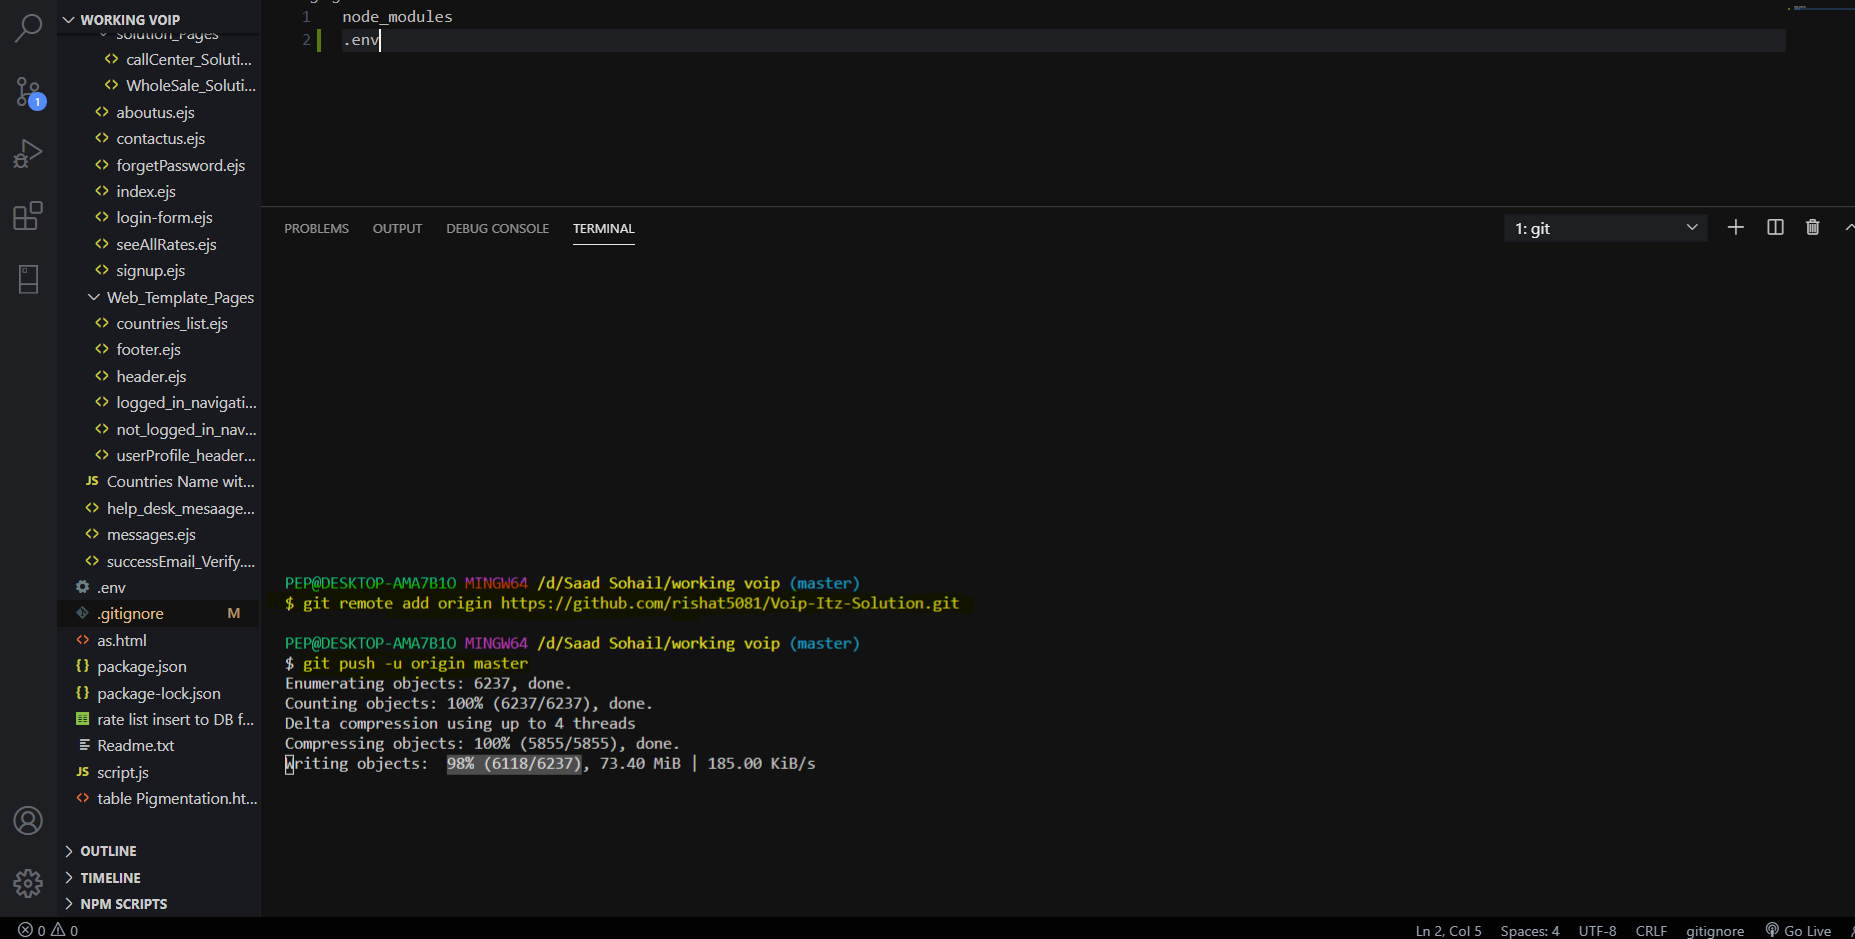 WORKING VOIP
solution_Pages
callCenter_Soluti...
WholeSale_Soluti...
aboutus.ejs
contactus.ejs
forgetPassword.ejs
index.ejs
login-form.ejs
seeAllRates.ejs
signup.ejs
Web_Template_Pages
countries_list.ejs
footer.ejs
header.ejs
logged_in_navigati...
not_logged_in_nav...
userProfile_header...
JS Countries Name wit...
help_desk_mesaage...
messages.ejs
successEmail_Verify....
.env
.gitignore M
as.html
package.json
package-lock.json
rate list insert to DB f...
Readme.txt
JS script.js
table Pigmentation.ht...
OUTLINE
TIMELINE
NPM SCRIPTS
1
1 node_modules
2 .env
PROBLEMS OUTPUT DEBUG CONSOLE TERMINAL
1: git
PEP@DESKTOP-AMA7B1O MINGW64 /d/Saad Sohail/working voip (master)
$ git remote add origin https://github.com/rishat5081/Voip-Itz-Solution.git
PEP@DESKTOP-AMA7B1O MINGW64 /d/Saad Sohail/working voip (master)
$ git push -u origin master
Enumerating objects: 6237, done.
Counting objects: 100% (6237/6237), done.
Delta compression using up to 4 threads
Compressing objects: 100% (5855/5855), done.
Writing objects:  98% (6118/6237), 73.40 MiB | 185.00 KiB/s
0 0
Ln 2, Col 5 Spaces: 4 UTF-8 CRLF gitignore Go Live